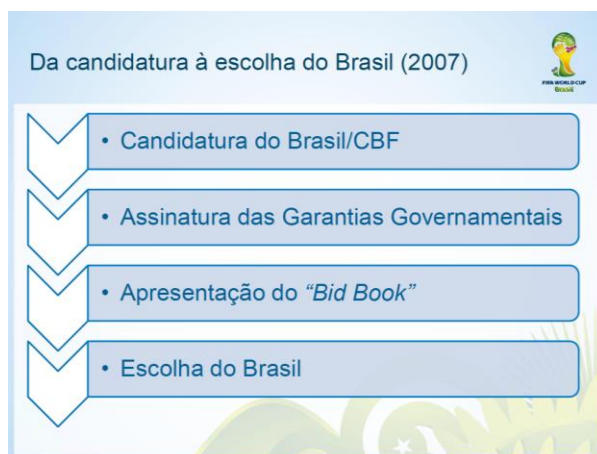 Da candidatura à escolha do Brasil (2007)
FIFA WORLD CUP
Brasil
• Candidatura do Brasil/CBF
• Assinatura das Garantias Governamentais
• Apresentação do “Bid Book”
• Escolha do Brasil